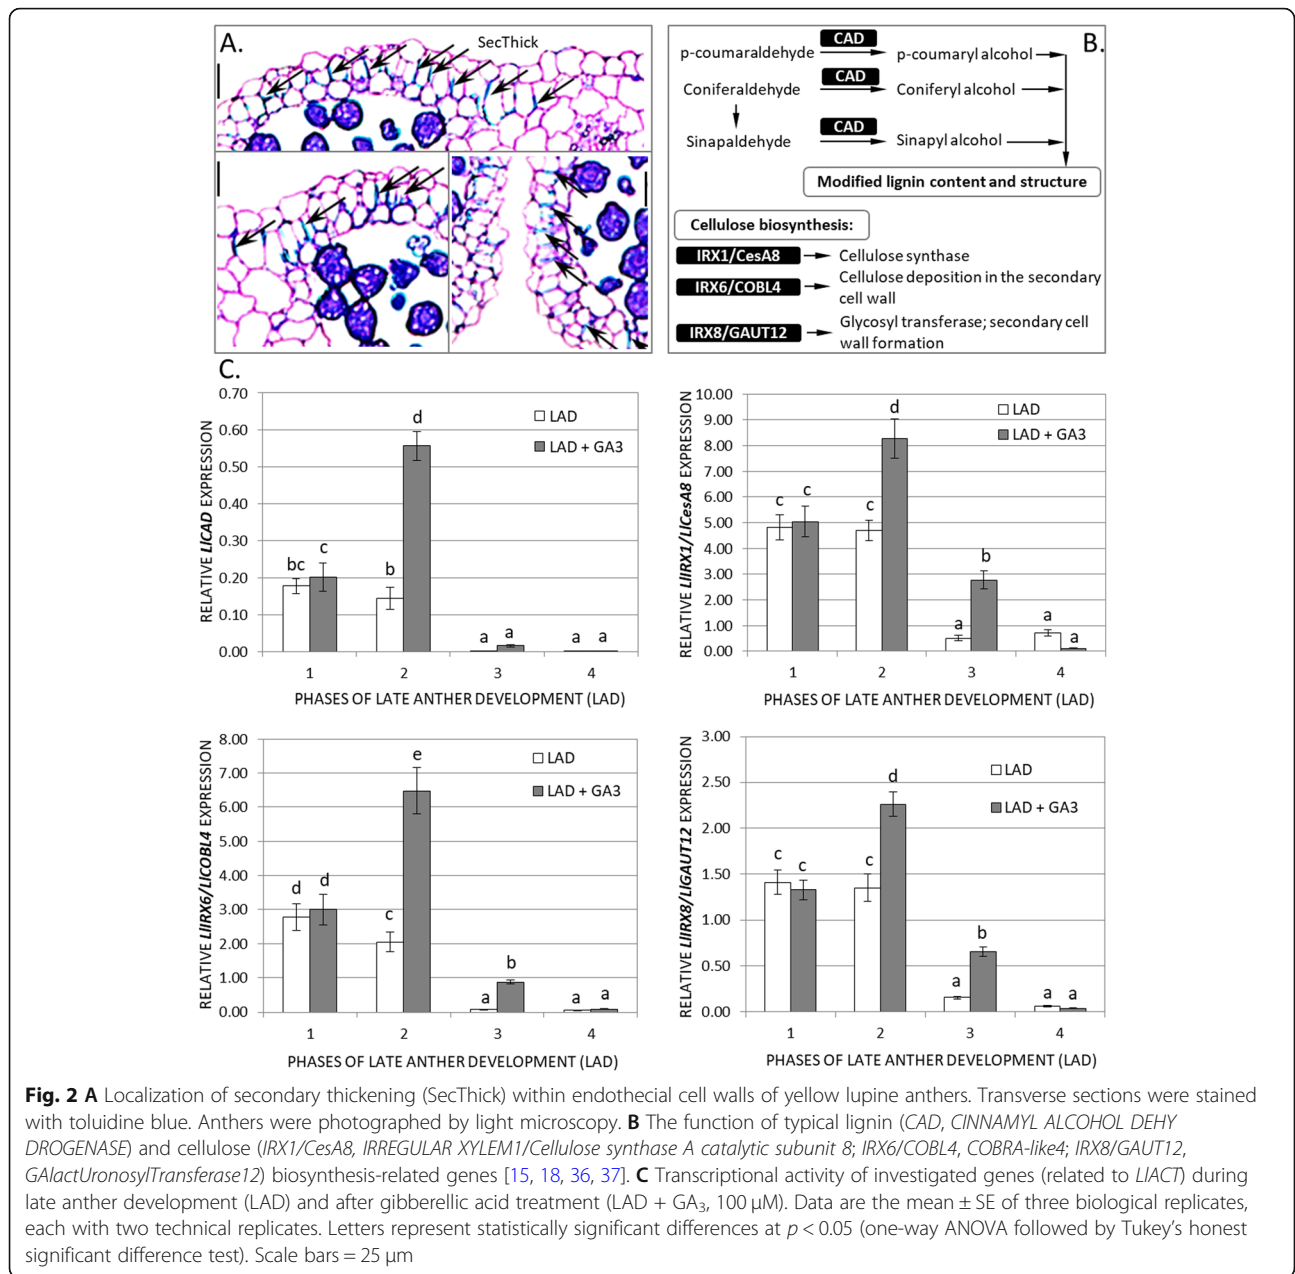 A.
SecThick
B.
p-coumaraldehyde CAD p-coumaryl alcohol
Coniferaldehyde CAD Coniferyl alcohol
Sinapaldehyde CAD Sinapyl alcohol
Modified lignin content and structure
Cellulose biosynthesis:
IRX1/CesA8 Cellulose synthase
IRX6/COBL4 Cellulose deposition in the secondary
cell wall
IRX8/GAUT12 Glycosyl transferase; secondary cell
wall formation
C.
RELATIVE LlCAD EXPRESSION
0.70
0.60
0.50
0.40
0.30
0.20
0.10
0.00
LAD
LAD + GA3
bc c b d a a a a
1 2 3 4
PHASES OF LATE ANTHER DEVELOPMENT (LAD)
RELATIVE LlIRX1/LlCesA8 EXPRESSION
10.00
9.00
8.00
7.00
6.00
5.00
4.00
3.00
2.00
1.00
0.00
LAD
LAD + GA3
c c c d a b a a
1 2 3 4
PHASES OF LATE ANTHER DEVELOPMENT (LAD)
RELATIVE LlIRX6/LlCOBL4 EXPRESSION
8.00
7.00
6.00
5.00
4.00
3.00
2.00
1.00
0.00
LAD
LAD + GA3
d d c e a b a a
1 2 3 4
PHASES OF LATE ANTHER DEVELOPMENT (LAD)
RELATIVE LlIRX8/LlGAUT12 EXPRESSION
3.00
2.50
2.00
1.50
1.00
0.50
0.00
LAD
LAD + GA3
c c c d a b a a
1 2 3 4
PHASES OF LATE ANTHER DEVELOPMENT (LAD)
Fig. 2 A Localization of secondary thickening (SecThick) within endothecial cell walls of yellow lupine anthers. Transverse sections were stained
with toluidine blue. Anthers were photographed by light microscopy. B The function of typical lignin (CAD, CINNAMYL ALCOHOL DEHY
DROGENASE) and cellulose (IRX1/CesA8, IRREGULAR XYLEM1/Cellulose synthase A catalytic subunit 8; IRX6/COBL4, COBRA-like4; IRX8/GAUT12,
GAlactUronosylTransferase12) biosynthesis-related genes [15, 18, 36, 37]. C Transcriptional activity of investigated genes (related to LlACT) during
late anther development (LAD) and after gibberellic acid treatment (LAD + GA₃, 100 μM). Data are the mean ± SE of three biological replicates,
each with two technical replicates. Letters represent statistically significant differences at p < 0.05 (one-way ANOVA followed by Tukey's honest
significant difference test). Scale bars = 25 μm